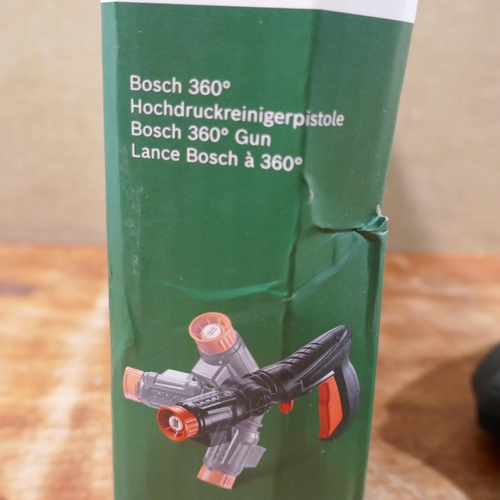 Bosch 360°
Hochdruckreinigerpistole
Bosch 360° Gun
Lance Bosch à 360°